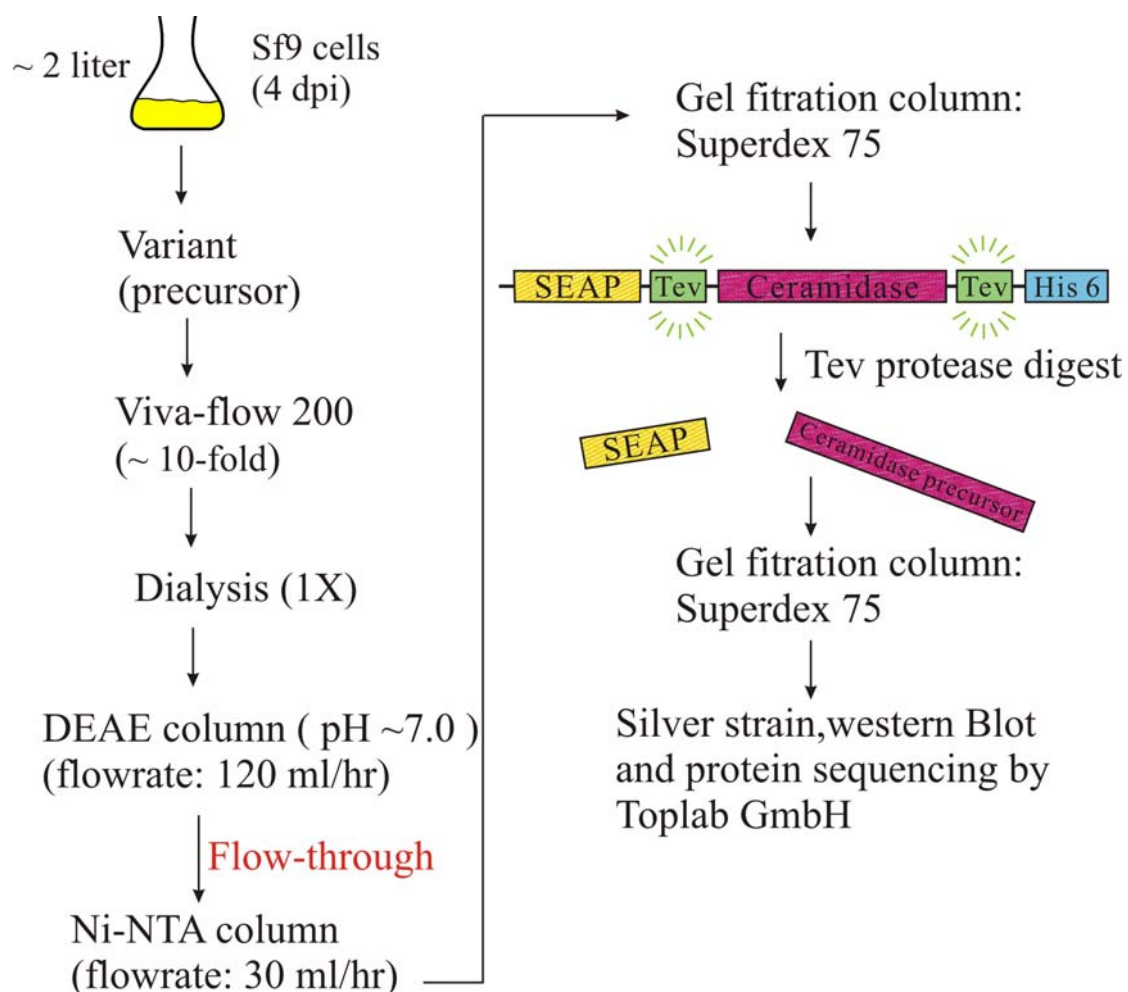 ~ 2 liter
Sf9 cells
(4 dpi)
Variant
(precursor)
Viva-flow 200
(~ 10-fold)
Dialysis (1X)
DEAE column ( pH ~7.0 )
(flowrate: 120 ml/hr)
Flow-through
Ni-NTA column
(flowrate: 30 ml/hr)
Gel fitration column:
Superdex 75
SEAP Tev Ceramidase Tev His 6
Tev protease digest
SEAP
Ceramidase precursor
Gel fitration column:
Superdex 75
Silver strain,western Blot
and protein sequencing by
Toplab GmbH